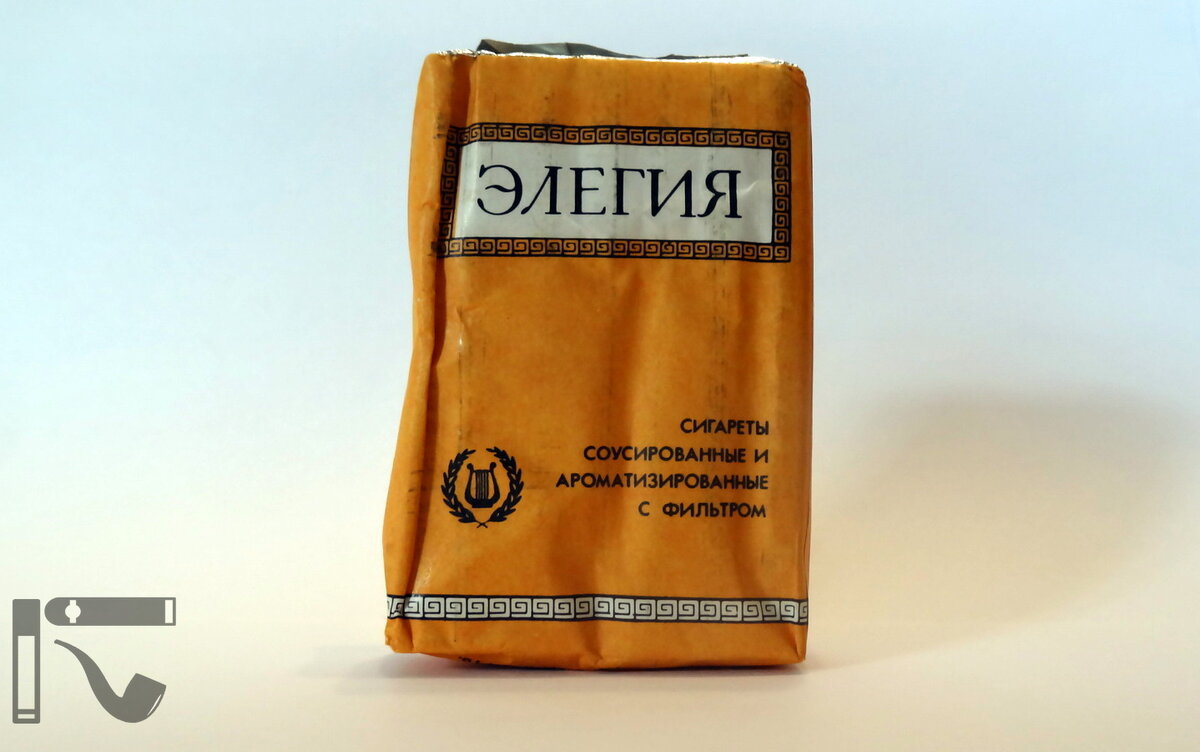 ЭЛЕГИЯ
СИГАРЕТЫ
СОУСИРОВАННЫЕ И
АРОМАТИЗИРОВАННЫЕ
С ФИЛЬТРОМ